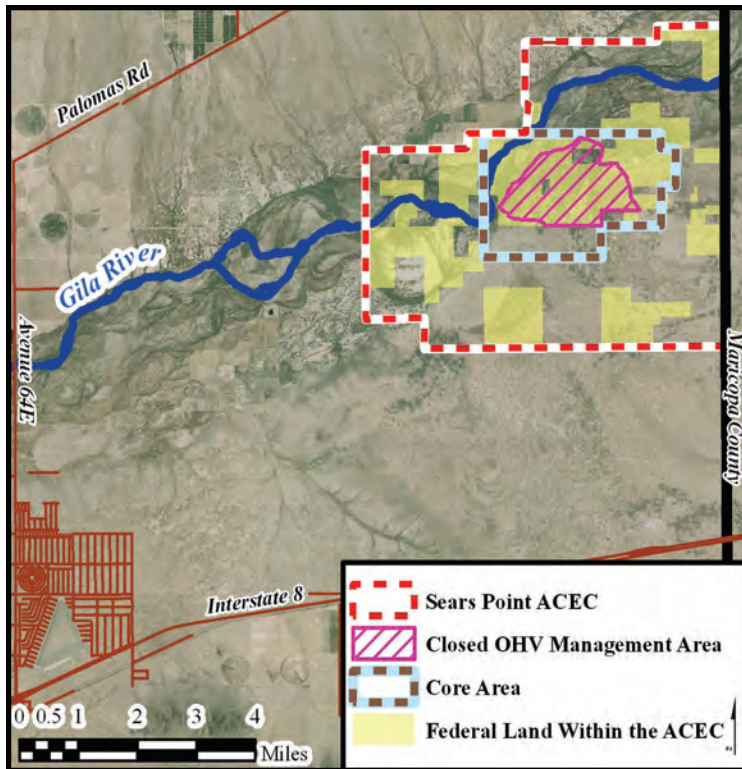 Palomas Rd
Gila River
Avenue 64E
Maricopa County
Interstate 8
Sears Point ACEC
Closed OHV Management Area
Core Area
Federal Land Within the ACEC
0 0.5 1 2 3 4
Miles